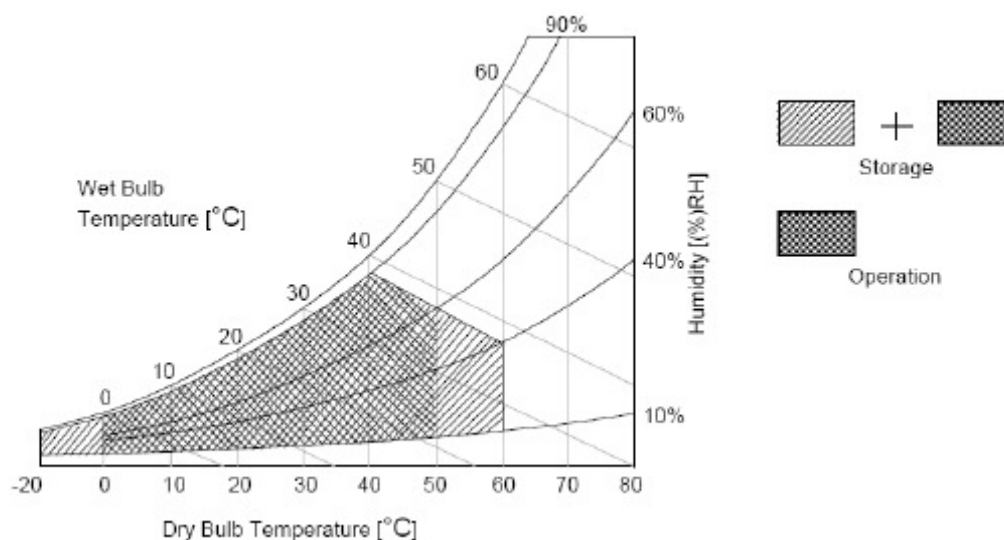 90%
60
60%
50
Wet Bulb
Temperature [°C]
40
40%
30
20
10
0
10%
Humidity [(%)RH]
-20 0 10 20 30 40 50 60 70 80
Dry Bulb Temperature [°C]
+
Storage
Operation